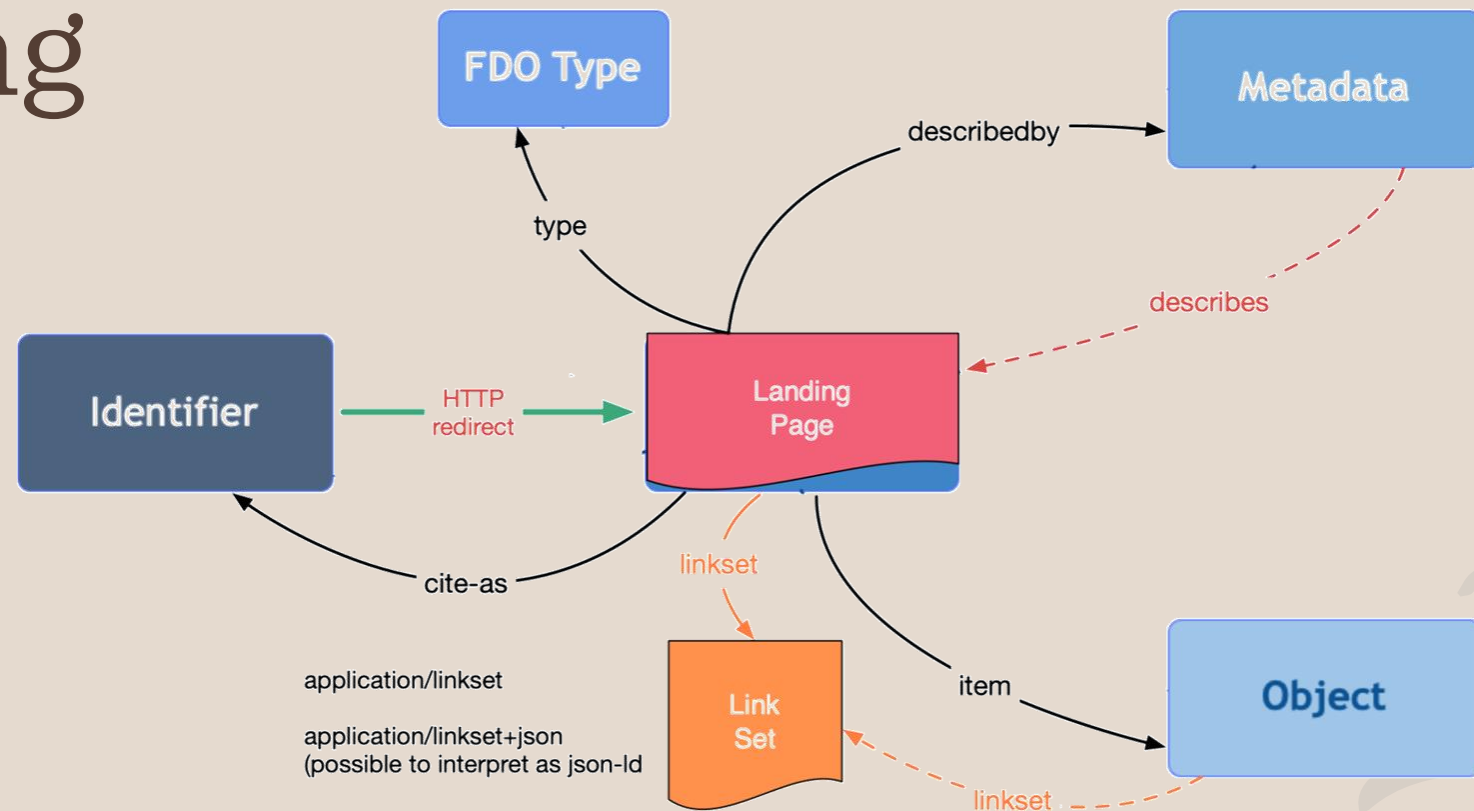 ng
FDO Type
Metadata
describedby
type
describes
Identifier
HTTP
redirect
Landing
Page
linkset
cite-as
application/linkset
application/linkset+json
(possible to interpret as json-ld
Link
Set
item
Object
linkset